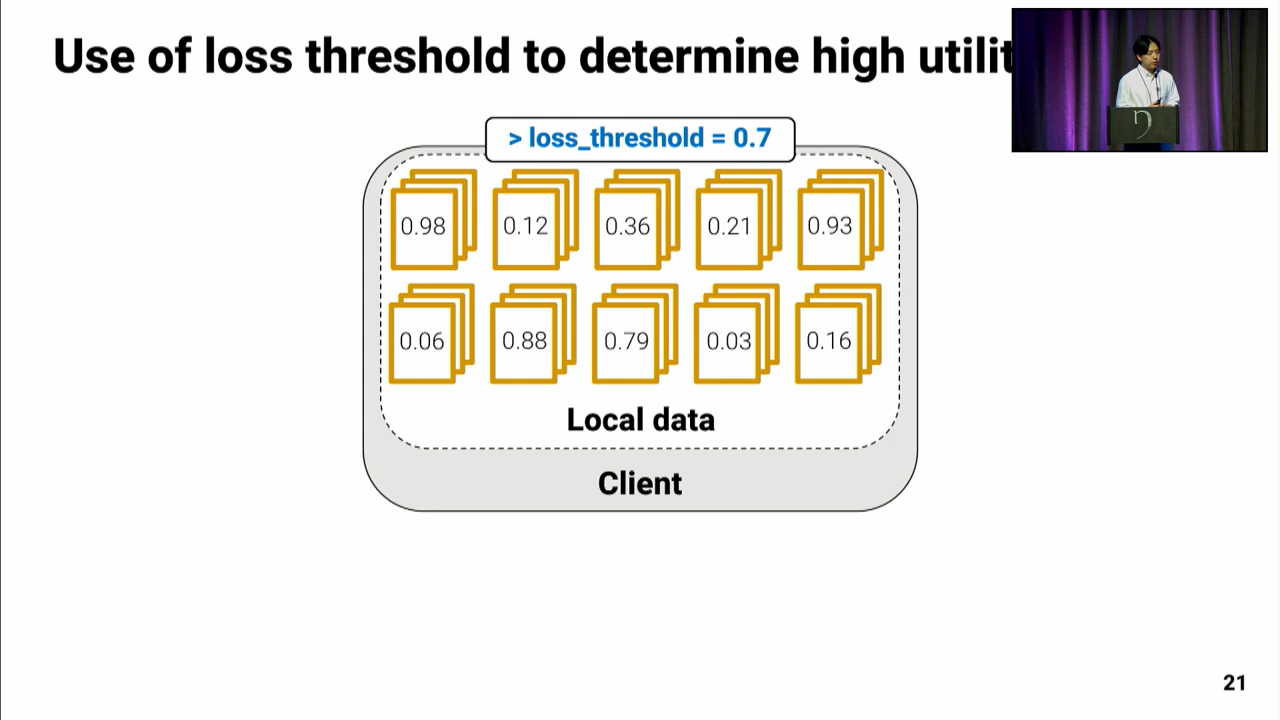 Use of loss threshold to determine high
> loss_threshold = 0.7
0.98 0.12 0.36 0.21 0.93
0.06 0.88 0.79 0.03 0.16
Local data
Client
21